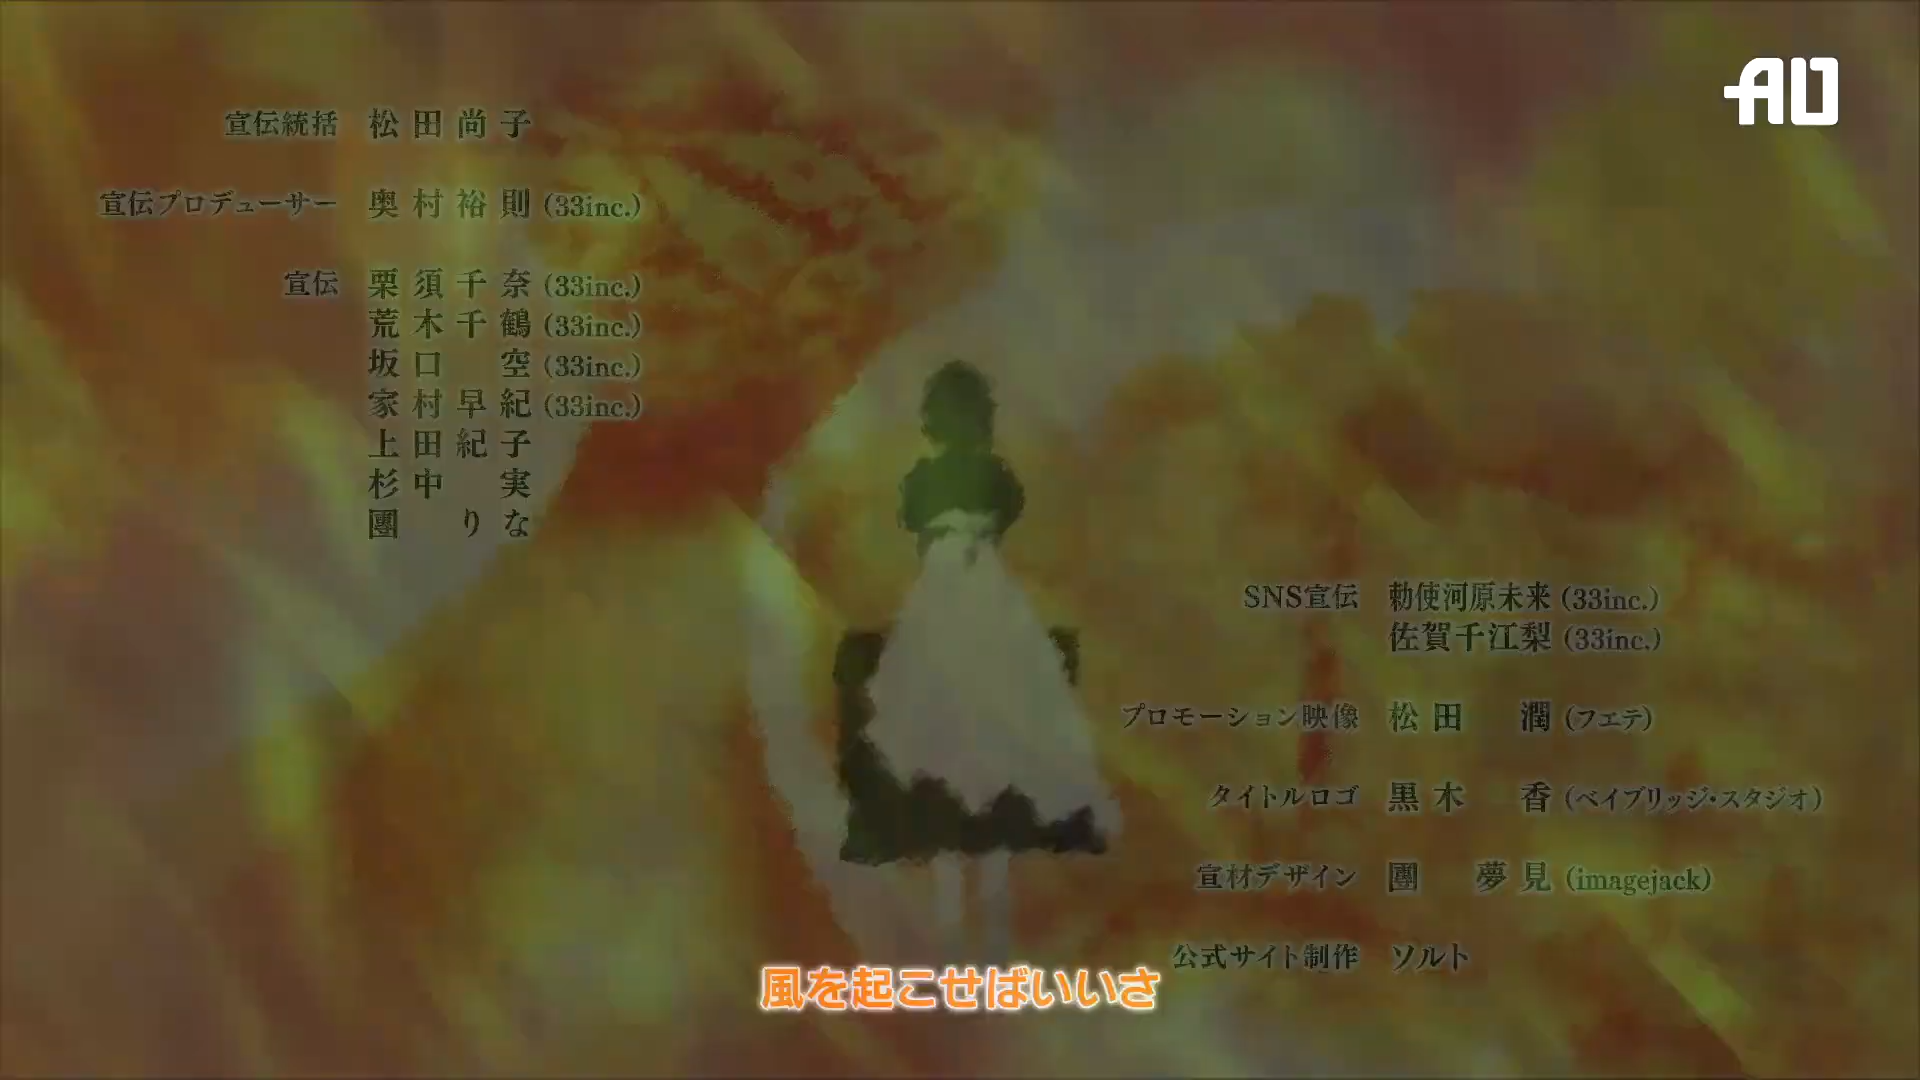 AU
宣伝統括 松田尚子
宣伝プロデューサー 奥村裕則 (33inc.)
宣伝 栗須千奈 (33inc.)
荒木千鶴 (33inc.)
坂口 空 (33inc.)
家村早紀 (33inc.)
上田紀子
杉中 実
團 りな
SNS宣伝 勅使河原未来 (33inc.)
佐賀千江梨 (33inc.)
プロモーション映像 松田 潤 (フエテ)
タイトルロゴ 黒木 香 (ベイブリッジ・スタジオ)
宣材デザイン 團 夢見 (imagejack)
公式サイト制作 ソルト
風を起こせばいいさ